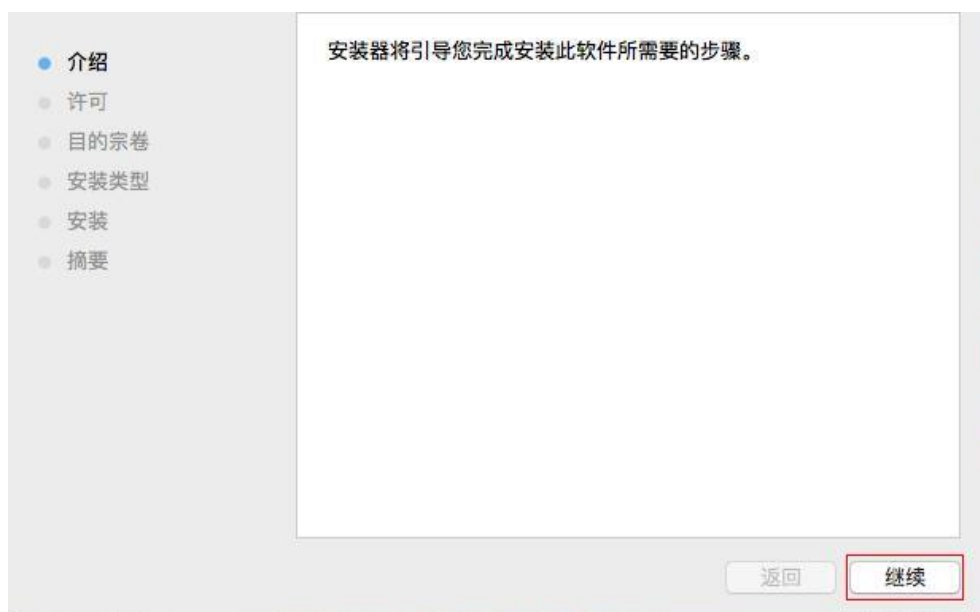 介绍
许可
目的宗卷
安装类型
安装
摘要
安装器将引导您完成安装此软件所需要的步骤。
返回
继续